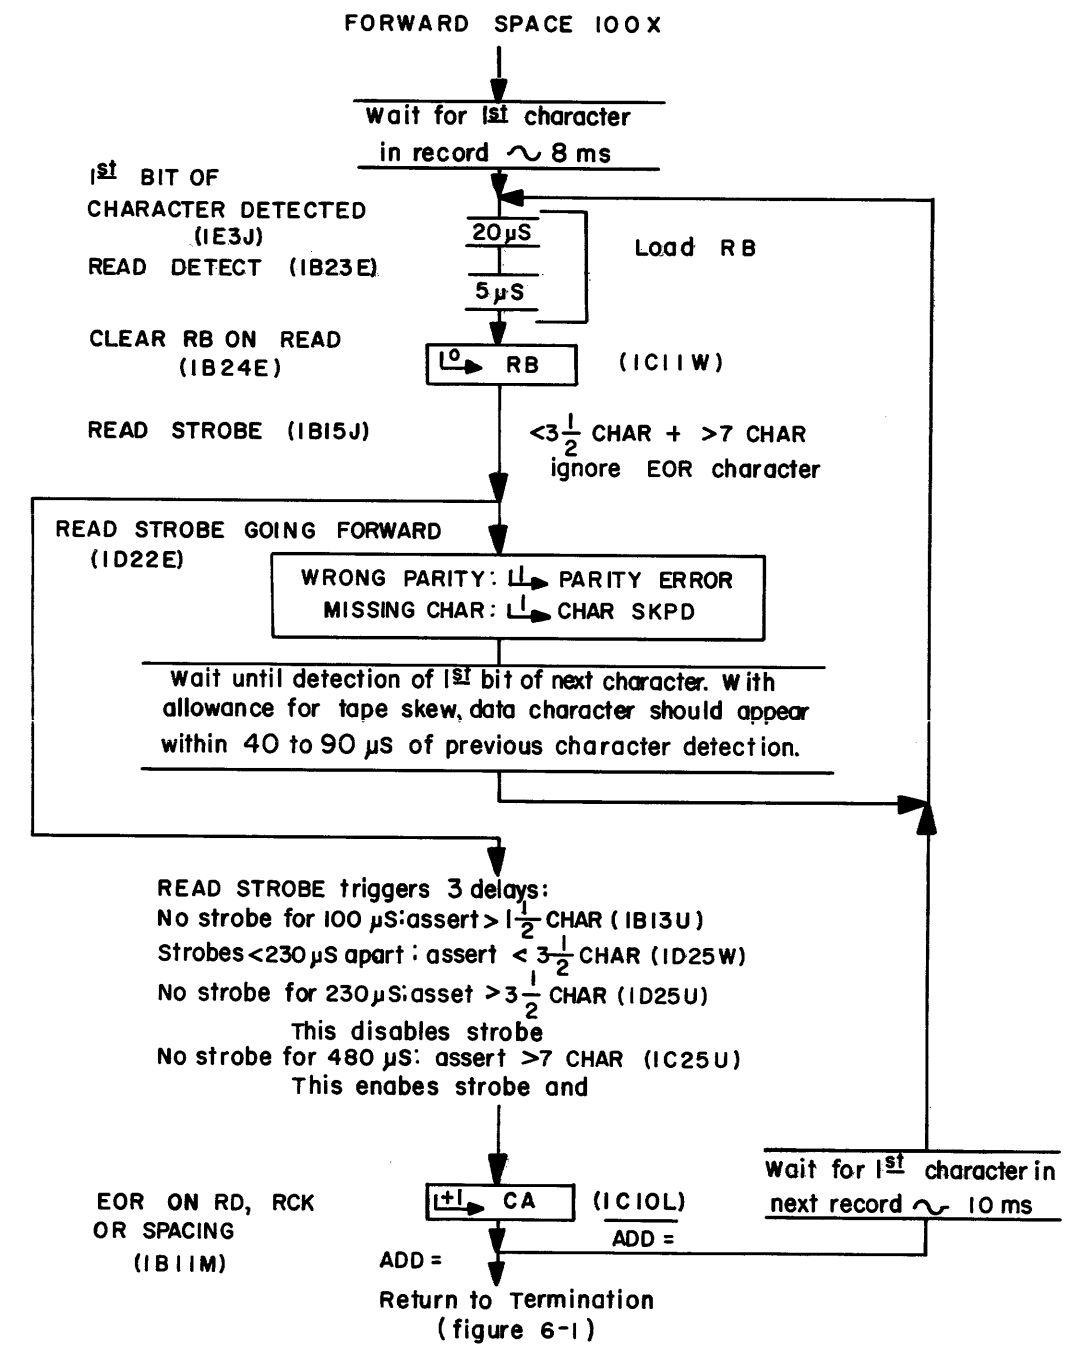 FORWARD SPACE 100X
Wait for 1st character
in record ~ 8 ms
1st BIT OF
CHARACTER DETECTED
(1E3J)
20 µS
Load RB
READ DETECT (1B23E)
5 µS
CLEAR RB ON READ
(1B24E)
0 RB
(1C11W)
READ STROBE (1B15J)
<3 1/2 CHAR + >7 CHAR
ignore EOR character
READ STROBE GOING FORWARD
(1D22E)
WRONG PARITY: 1 PARITY ERROR
MISSING CHAR: 1 CHAR SKPD
Wait until detection of 1st bit of next character. With
allowance for tape skew, data character should appear
within 40 to 90 µS of previous character detection.
READ STROBE triggers 3 delays:
No strobe for 100 µS: assert > 1 1/2 CHAR (1B13U)
Strobes <230 µS apart: assert < 3 1/2 CHAR (1D25W)
No strobe for 230 µS: asset > 3 1/2 CHAR (1D25U)
This disables strobe
No strobe for 480 µS: assert >7 CHAR (1C25U)
This enabes strobe and
Wait for 1st character in
next record ~ 10 ms
EOR ON RD, RCK
OR SPACING
(1B11M)
+1 CA
(1C10L)
ADD =
ADD =
Return to Termination
(figure 6-1)